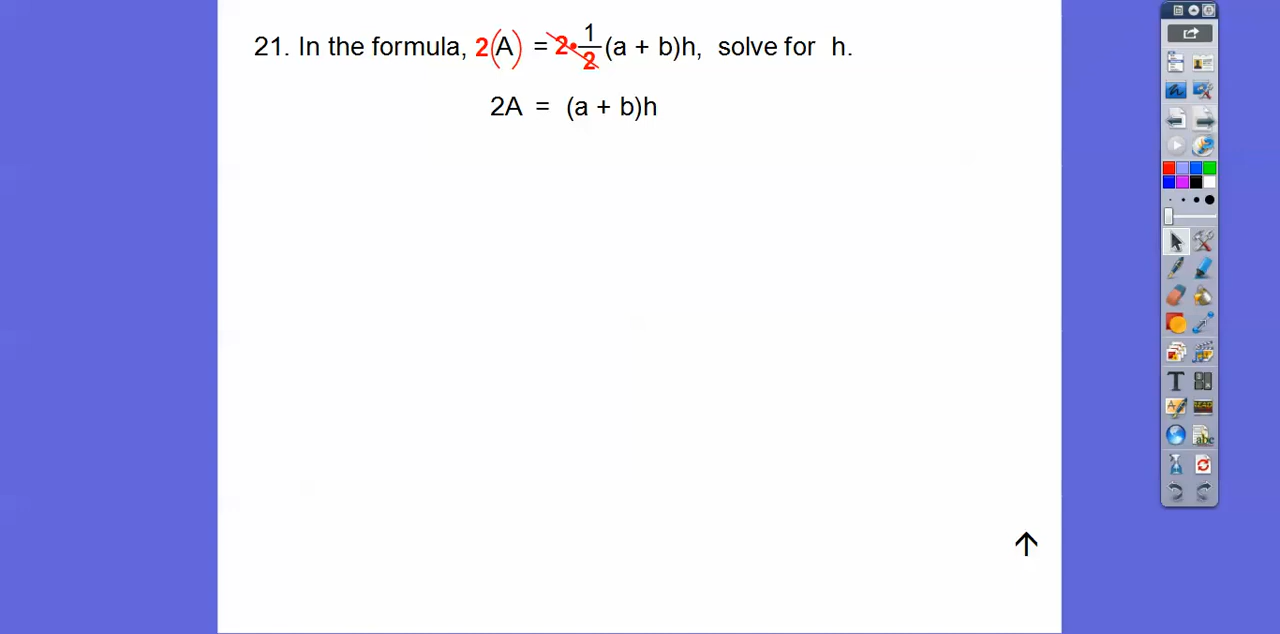 21. In the formula, 2(A) = 2•1/2(a + b)h, solve for h.
2A = (a + b)h